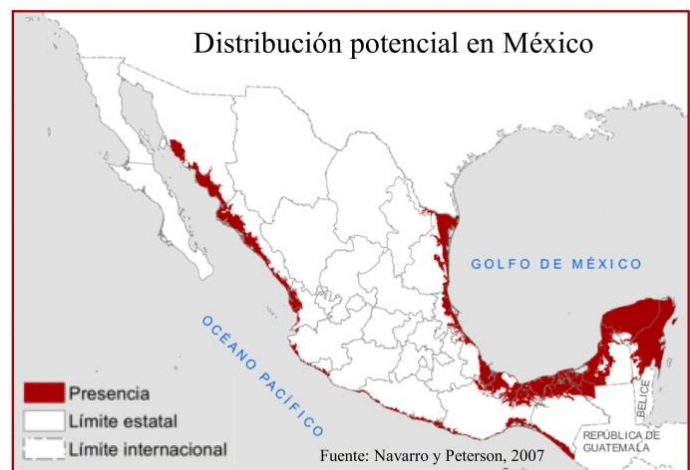 Distribución potencial en México
GOLFO DE MÉXICO
OCÉANO PACÍFICO
BELICE
REPÚBLICA DE
GUATEMALA
Presencia
Límite estatal
Límite internacional
Fuente: Navarro y Peterson, 2007